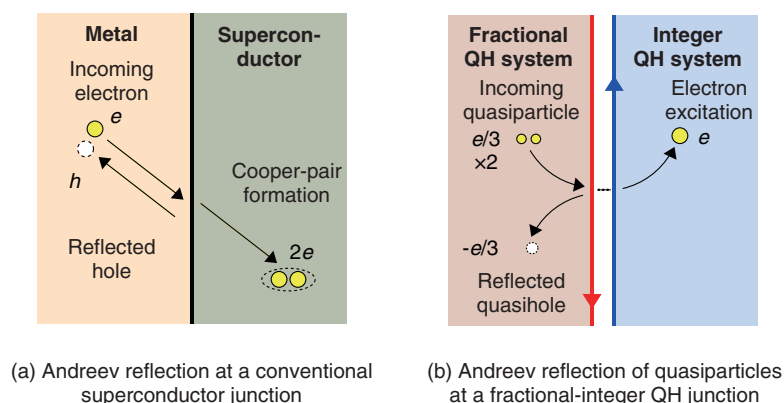 Metal
Supercon-
ductor
Incoming
electron
e
h
Cooper-pair
formation
Reflected
hole
2e
(a) Andreev reflection at a conventional
superconductor junction
Fractional
QH system
Integer
QH system
Incoming
quasiparticle
Electron
excitation
e/3
×2
e
-e/3
Reflected
quasihole
(b) Andreev reflection of quasiparticles
at a fractional-integer QH junction